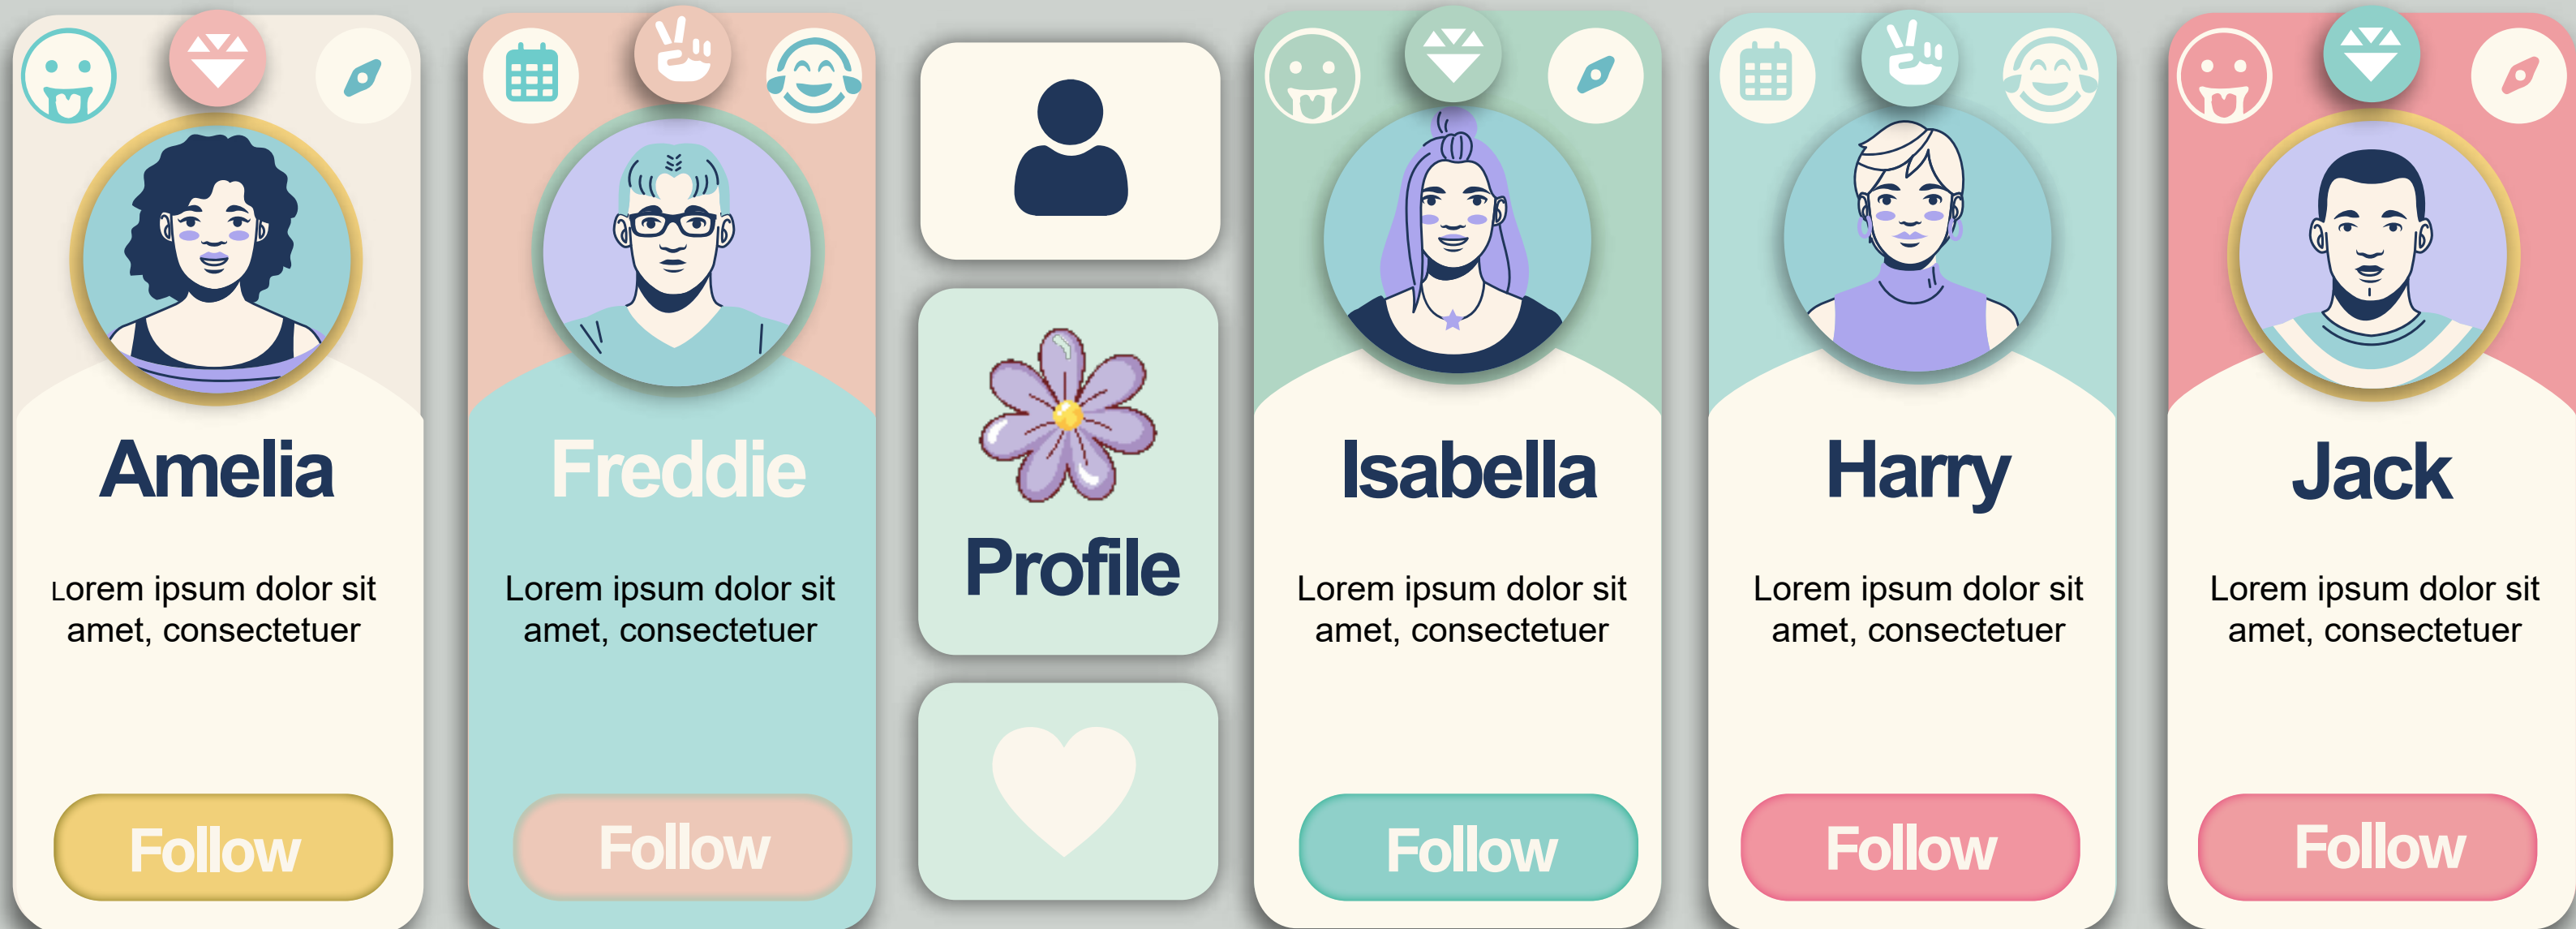 Amelia
Lorem ipsum dolor sit
amet, consectetuer
Follow
Freddie
Lorem ipsum dolor sit
amet, consectetuer
Follow
Profile
Isabella
Lorem ipsum dolor sit
amet, consectetuer
Follow
Harry
Lorem ipsum dolor sit
amet, consectetuer
Follow
Jack
Lorem ipsum dolor sit
amet, consectetuer
Follow